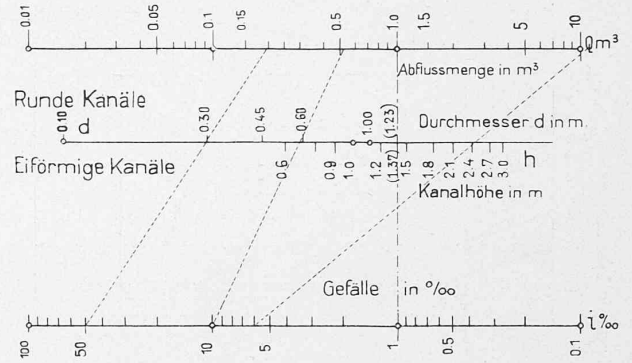 0.01 0.05 0.1 0.15 0.5 1.0 1.5 5 10
Qm³
Abflussmenge in m³
Runde Kanäle
0.10 d 0.30 0.45 0.60 1.00 (1.23)
Durchmesser d in m.
Eiförmige Kanäle
0.6 0.9 1.0 1.2 (1.37) 1.5 1.8 2.1 2.4 2.7 3.0 h
Kanalhöhe in m
Gefälle in ‰
100 50 10 5 1 0.5 0.1
i‰